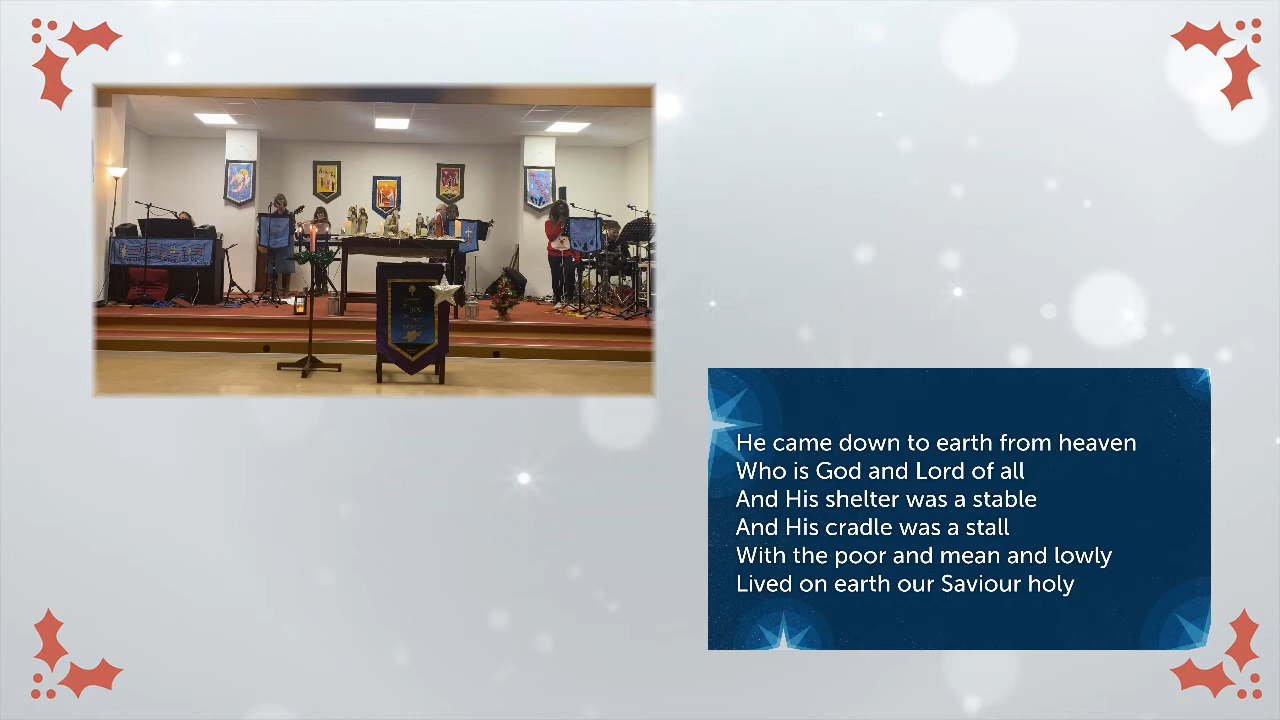 He came down to earth from heaven
Who is God and Lord of all
And His shelter was a stable
And His cradle was a stall
With the poor and mean and lowly
Lived on earth our Saviour holy